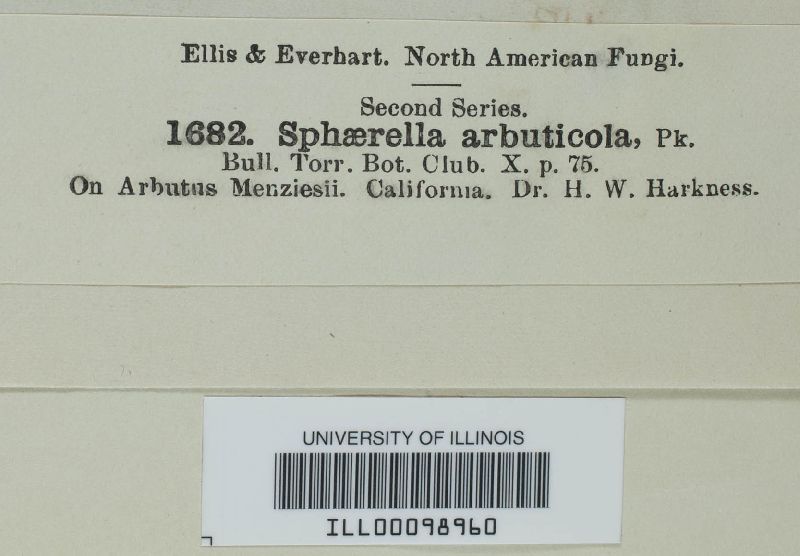 Ellis & Everhart. North American Fungi.
Second Series.
1682. Sphærella arbuticola, Pk.
Bull. Torr. Bot. Club. X. p. 75.
On Arbutus Menziesii. California. Dr. H. W. Harkness.
UNIVERSITY OF ILLINOIS
ILL00098960